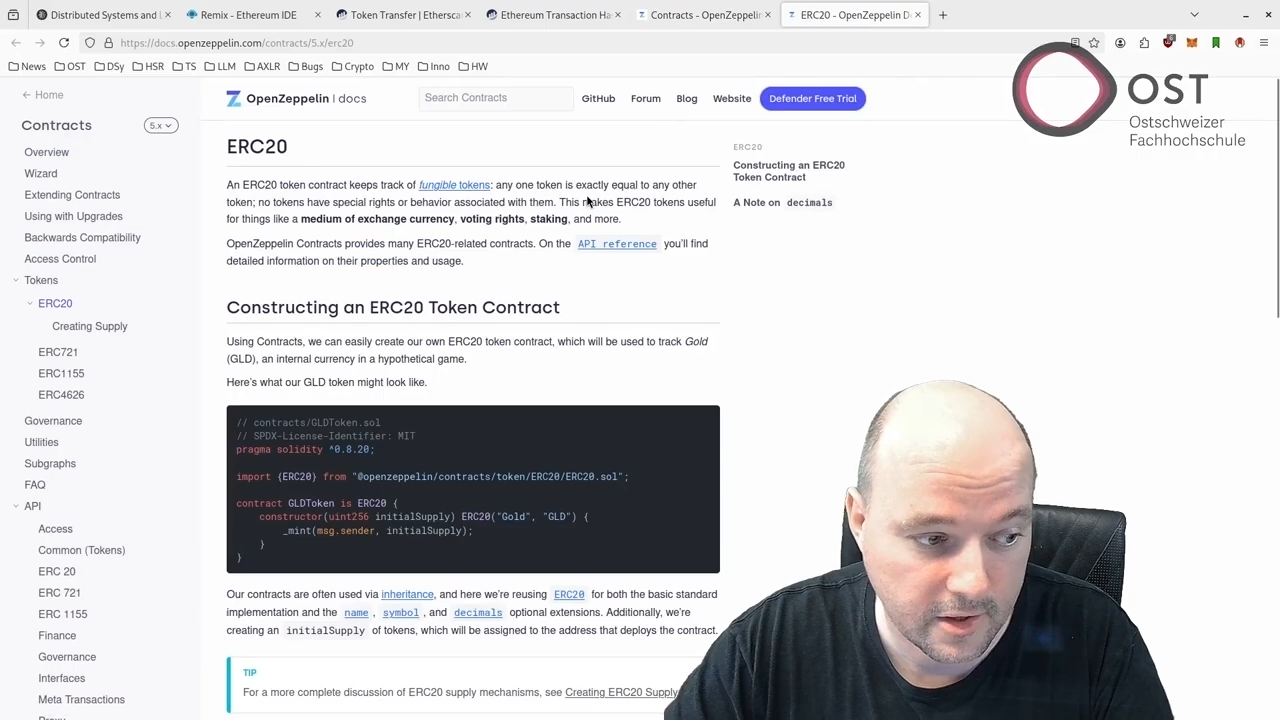 Distributed Systems and
Remix - Ethereum IDE
Token Transfer | Ethersca
Ethereum Transaction Ha
Contracts - OpenZeppelin
ERC20 - OpenZeppelin D
https://docs.openzeppelin.com/contracts/5.x/erc20
News
OST
DSy
HSR
TS
LLM
AXLR
Bugs
Crypto
MY
Inno
HW
OST
Ostschweizer
Fachhochschule
Home
OpenZeppelin | docs
Search Contracts
GitHub
Forum
Blog
Website
Defender Free Trial
Contracts
5.x
Overview
Wizard
Extending Contracts
Using with Upgrades
Backwards Compatibility
Access Control
Tokens
ERC20
Creating Supply
ERC721
ERC1155
ERC4626
Governance
Utilities
Subgraphs
FAQ
API
Access
Common (Tokens)
ERC 20
ERC 721
ERC 1155
Finance
Governance
Interfaces
Meta Transactions
ERC20
An ERC20 token contract keeps track of fungible tokens: any one token is exactly equal to any other
token; no tokens have special rights or behavior associated with them. This makes ERC20 tokens useful
for things like a medium of exchange currency, voting rights, staking, and more.
OpenZeppelin Contracts provides many ERC20-related contracts. On the API reference you'll find
detailed information on their properties and usage.
Constructing an ERC20 Token Contract
Using Contracts, we can easily create our own ERC20 token contract, which will be used to track Gold
(GLD), an internal currency in a hypothetical game.
Here's what our GLD token might look like.
// contracts/GLDToken.sol
// SPDX-License-Identifier: MIT
pragma solidity ^0.8.20;
import {ERC20} from "@openzeppelin/contracts/token/ERC20/ERC20.sol";
contract GLDToken is ERC20 {
constructor(uint256 initialSupply) ERC20("Gold", "GLD") {
_mint(msg.sender, initialSupply);
}
}
Our contracts are often used via inheritance, and here we're reusing ERC20 for both the basic standard
implementation and the name, symbol, and decimals optional extensions. Additionally, we're
creating an initialSupply of tokens, which will be assigned to the address that deploys the contract.
TIP
For a more complete discussion of ERC20 supply mechanisms, see Creating ERC20 Supply
ERC20
Constructing an ERC20
Token Contract
A Note on decimals